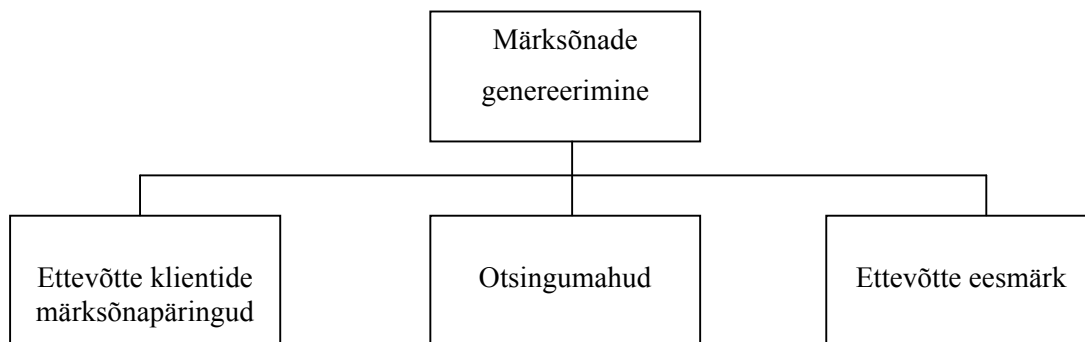 Märksõnade
genereerimine
Ettevõtte klientide
märksõnapäringud
Otsingumahud
Ettevõtte eesmärk